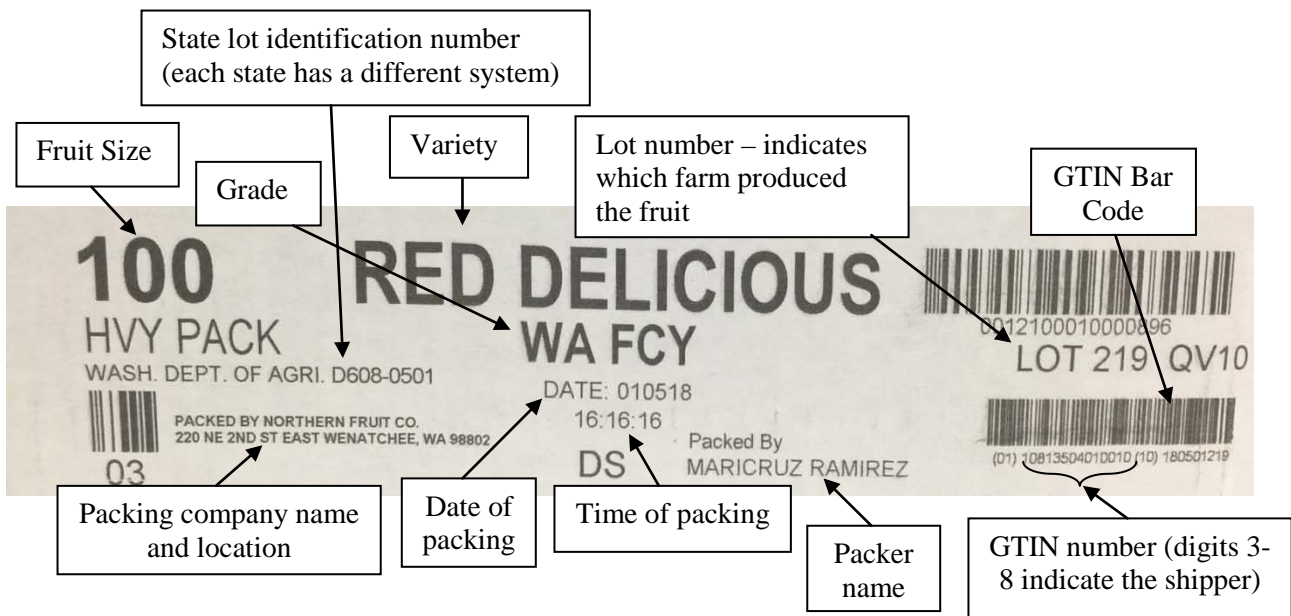 State lot identification number
(each state has a different system)
Fruit Size
Grade
Variety
Lot number – indicates
which farm produced
the fruit
GTIN Bar
Code
100
RED DELICIOUS
HVY PACK
WA FCY
0012100010000896
LOT 219 QV10
WASH. DEPT. OF AGRI. D608-0501
DATE: 010518
16:16:16
PACKED BY NORTHERN FRUIT CO.
220 NE 2ND ST EAST WENATCHEE, WA 98802
03
DS
Packed By
MARICRUZ RAMIREZ
(01) 10813504010010 (10) 180501219
Packing company name
and location
Date of
packing
Time of packing
Packer
name
GTIN number (digits 3-
8 indicate the shipper)